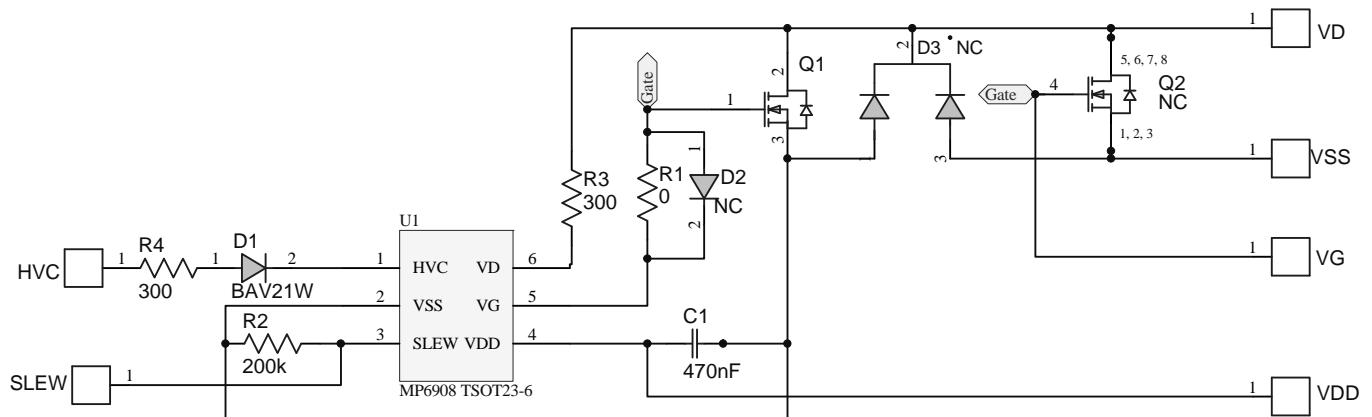 1
VD
2
D3
NC
Q1
2
5, 6, 7, 8
Gate
1
Gate
4
Q2
NC
3
1, 2, 3
1
3
1
VSS
R3
300
R1
0
1
D2
NC
2
U1
HVC
1
R4
300
1
D1
2
BAV21W
1
HVC
VD
6
1
VG
2
VSS
VG
5
R2
200k
3
SLEW
VDD
4
C1
470nF
SLEW
1
MP6908 TSOT23-6
1
VDD